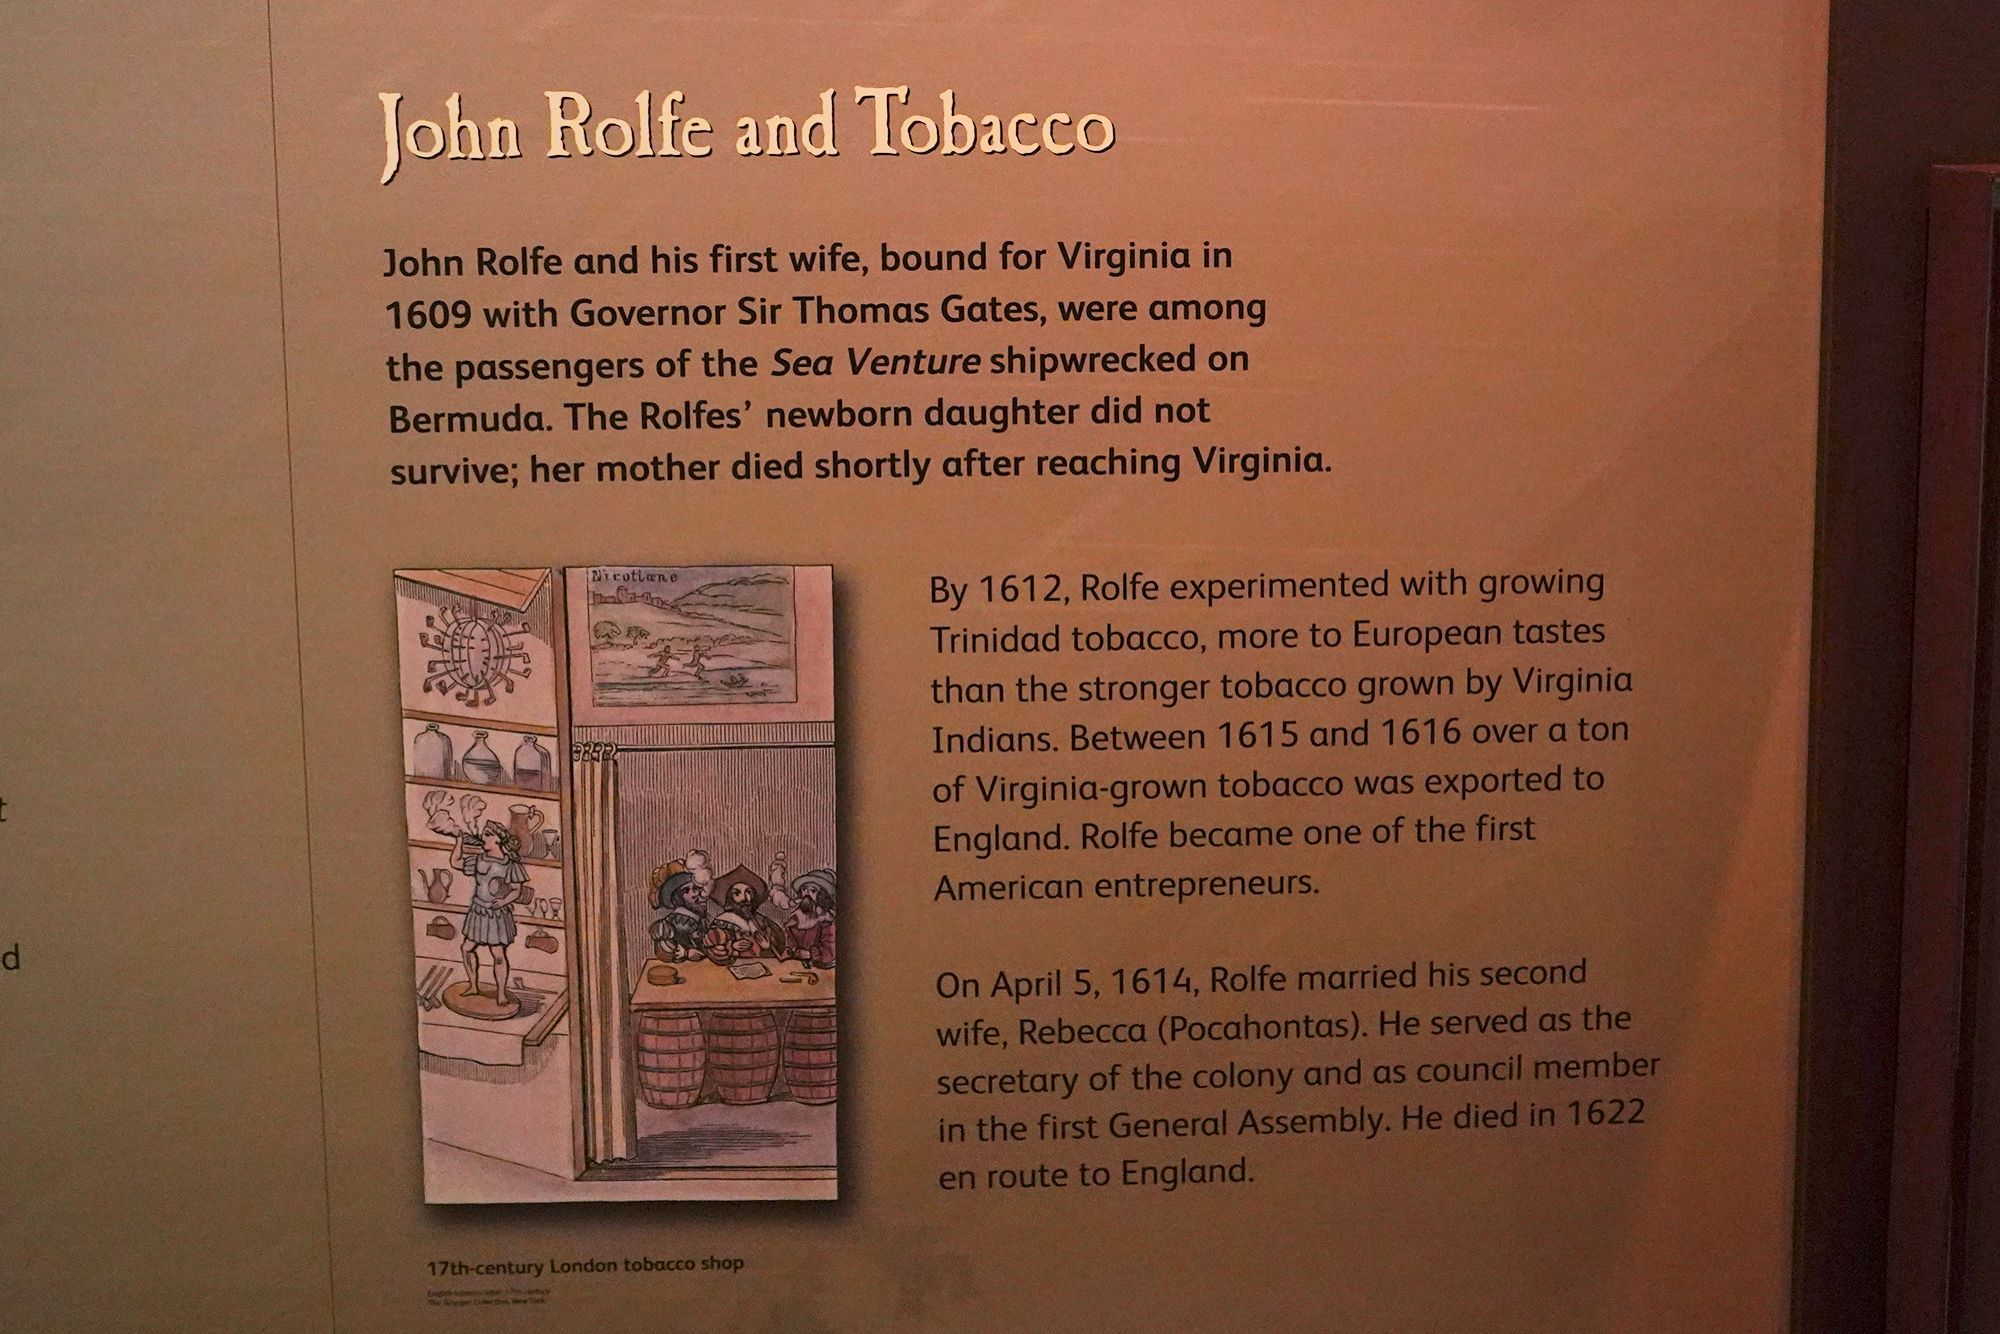 John Rolfe and Tobacco
John Rolfe and his first wife, bound for Virginia in
1609 with Governor Sir Thomas Gates, were among
the passengers of the Sea Venture shipwrecked on
Bermuda. The Rolfes’ newborn daughter did not
survive; her mother died shortly after reaching Virginia.
Nicotiane
By 1612, Rolfe experimented with growing
Trinidad tobacco, more to European tastes
than the stronger tobacco grown by Virginia
Indians. Between 1615 and 1616 over a ton
of Virginia-grown tobacco was exported to
England. Rolfe became one of the first
American entrepreneurs.
On April 5, 1614, Rolfe married his second
wife, Rebecca (Pocahontas). He served as the
secretary of the colony and as council member
in the first General Assembly. He died in 1622
en route to England.
17th-century London tobacco shop
The Granger Collection, New York
t
d